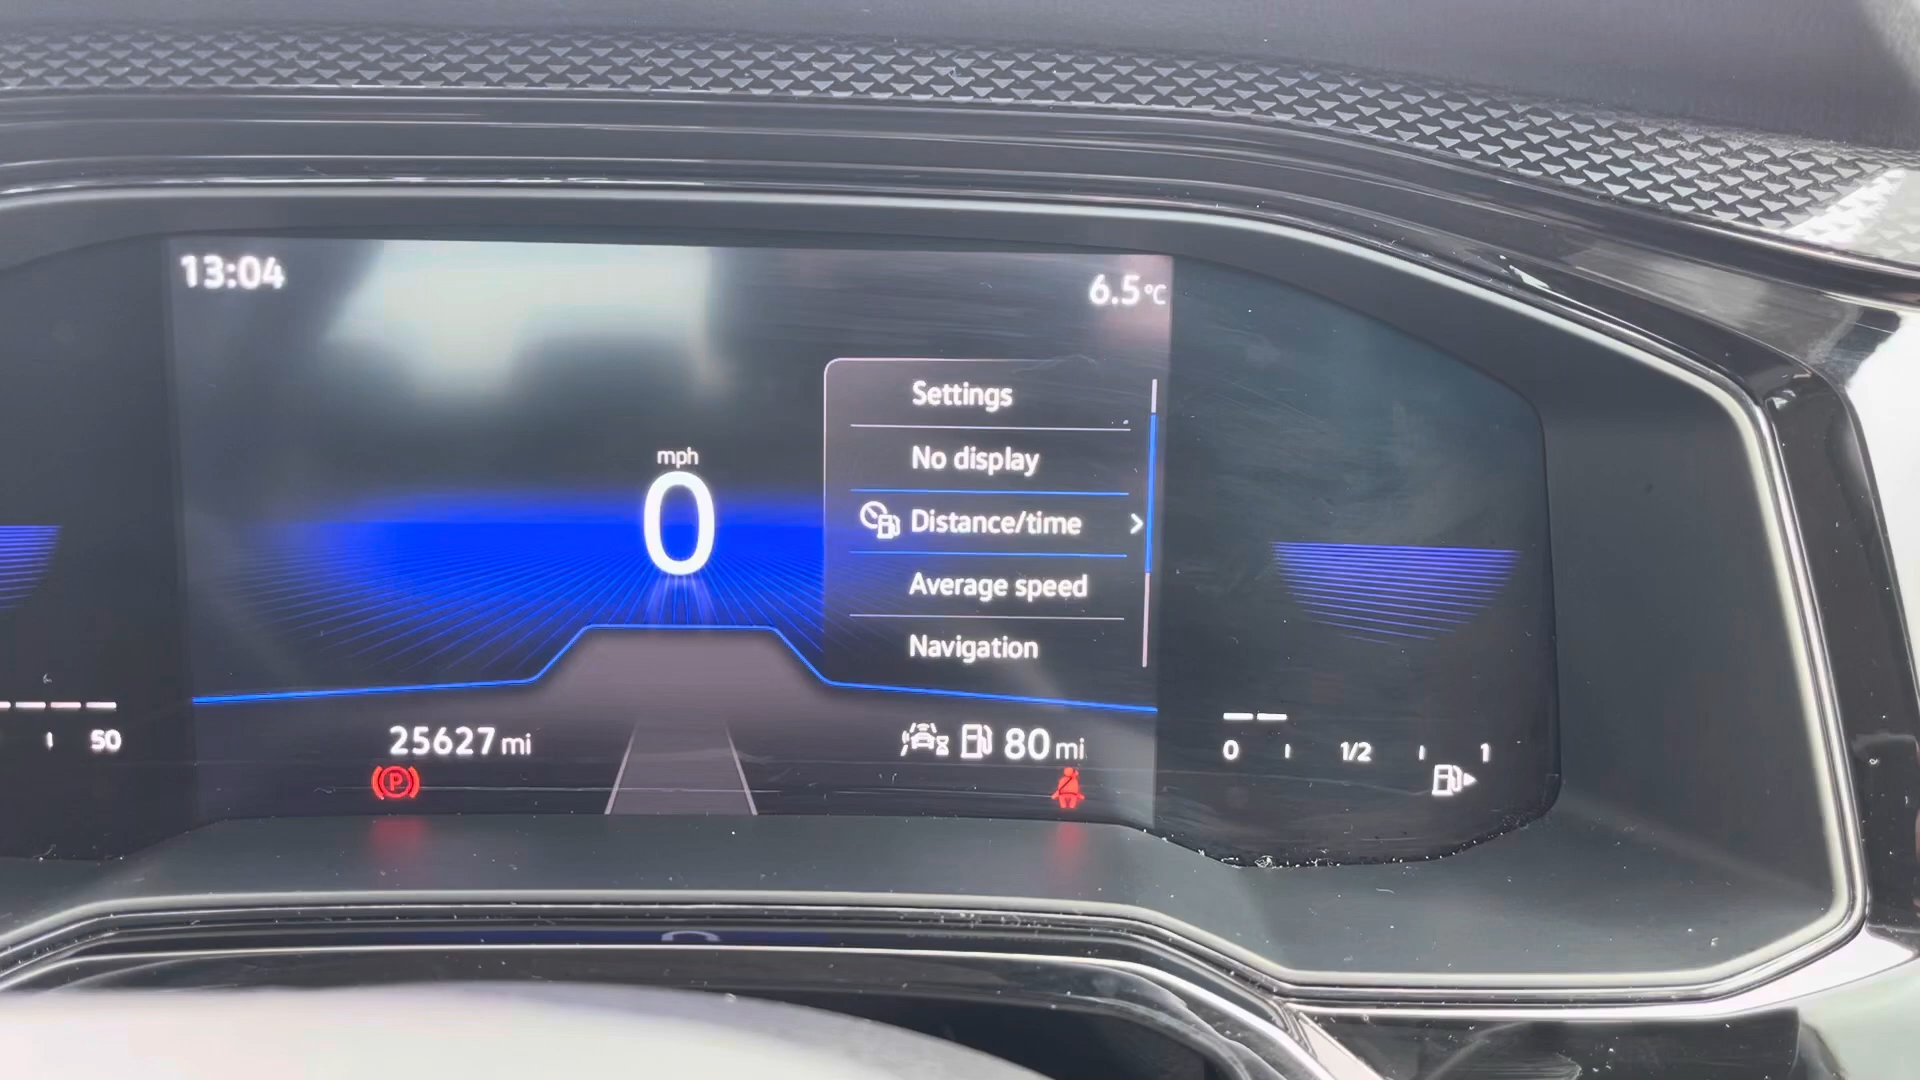 13:04
6.5°C
Settings
mph
No display
0
Distance/time
Average speed
Navigation
25627 mi
80 mi
50
0 1/2 1
P